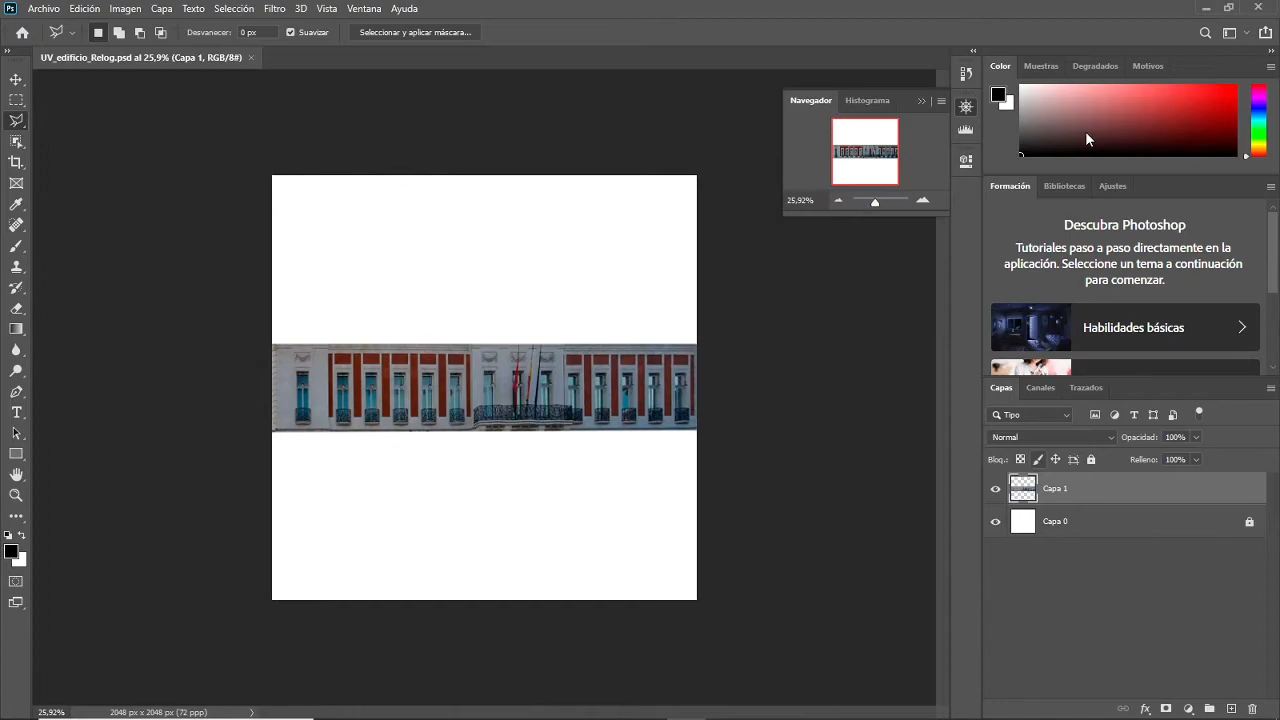 Ps Archivo Edición Imagen Capa Texto Selección Filtro 3D Vista Ventana Ayuda
Desvanecer: 0 px Suavizar Seleccionar y aplicar máscara...
UV_edificio_Relog.psd al 25,9% (Capa 1, RGB/8#) ×
Color Muestras Degradados Motivos
Navegador Histograma
25,92%
Formación Bibliotecas Ajustes
Descubra Photoshop
Tutoriales paso a paso directamente en la
aplicación. Seleccione un tema a continuación
para comenzar.
Habilidades básicas
Capas Canales Trazados
Tipo
Normal Opacidad: 100%
Bloq.: Relleno: 100%
Capa 1
Capa 0
25,92% 2048 px x 2048 px (72 ppp)